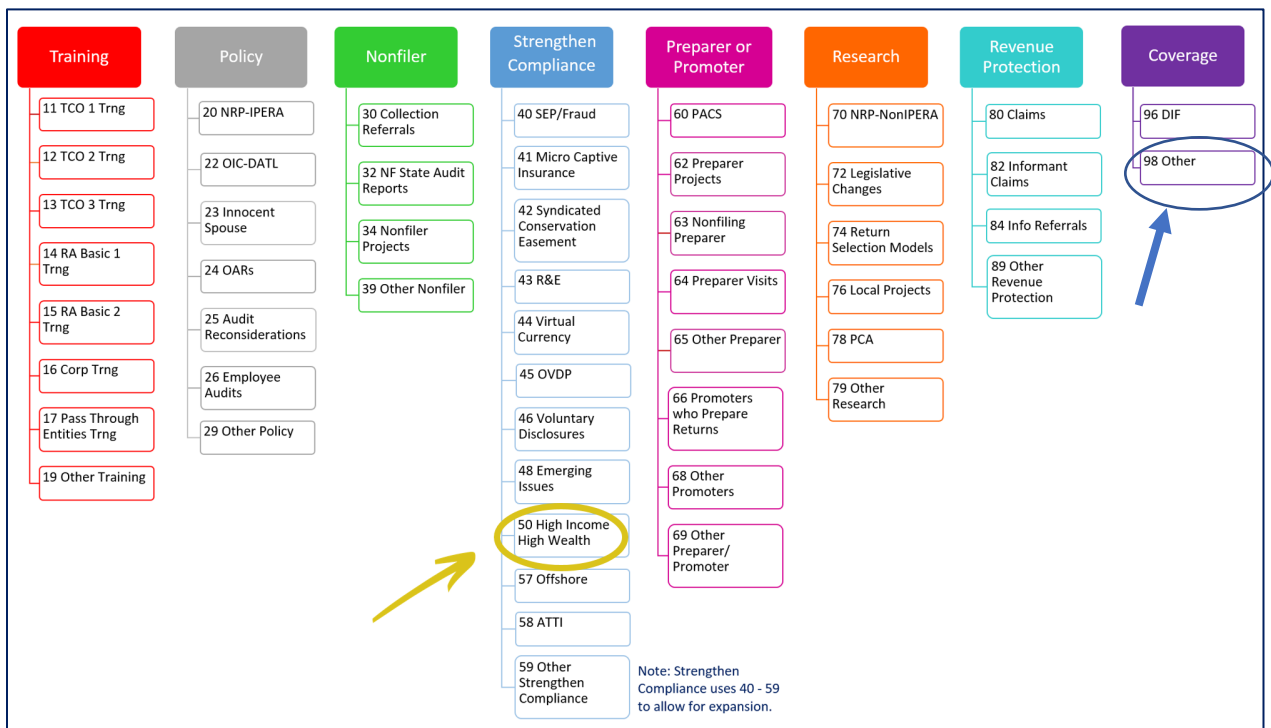 Training
11 TCO 1 Trng
12 TCO 2 Trng
13 TCO 3 Trng
14 RA Basic 1
Trng
15 RA Basic 2
Trng
16 Corp Trng
17 Pass Through
Entities Trng
19 Other Training
Policy
20 NRP-IPERA
22 OIC-DATL
23 Innocent
Spouse
24 OARs
25 Audit
Reconsiderations
26 Employee
Audits
29 Other Policy
Nonfiler
30 Collection
Referrals
32 NF State Audit
Reports
34 Nonfiler
Projects
39 Other Nonfiler
Strengthen
Compliance
40 SEP/Fraud
41 Micro Captive
Insurance
42 Syndicated
Conservation
Easement
43 R&E
44 Virtual
Currency
45 OVDP
46 Voluntary
Disclosures
48 Emerging
Issues
50 High Income
High Wealth
57 Offshore
58 ATTI
59 Other
Strengthen
Compliance
Note: Strengthen
Compliance uses 40 - 59
to allow for expansion.
Preparer or
Promoter
60 PACS
62 Preparer
Projects
63 Nonfiling
Preparer
64 Preparer Visits
65 Other Preparer
66 Promoters
who Prepare
Returns
68 Other
Promoters
69 Other
Preparer/
Promoter
Research
70 NRP-NonIPERA
72 Legislative
Changes
74 Return
Selection Models
76 Local Projects
78 PCA
79 Other
Research
Revenue
Protection
80 Claims
82 Informant
Claims
84 Info Referrals
89 Other
Revenue
Protection
Coverage
96 DIF
98 Other